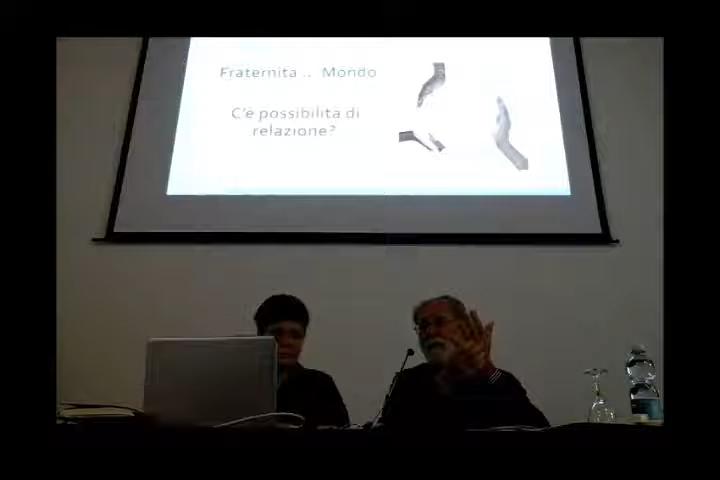 Fraternita .. Mondo
C'è possibilita di
relazione?